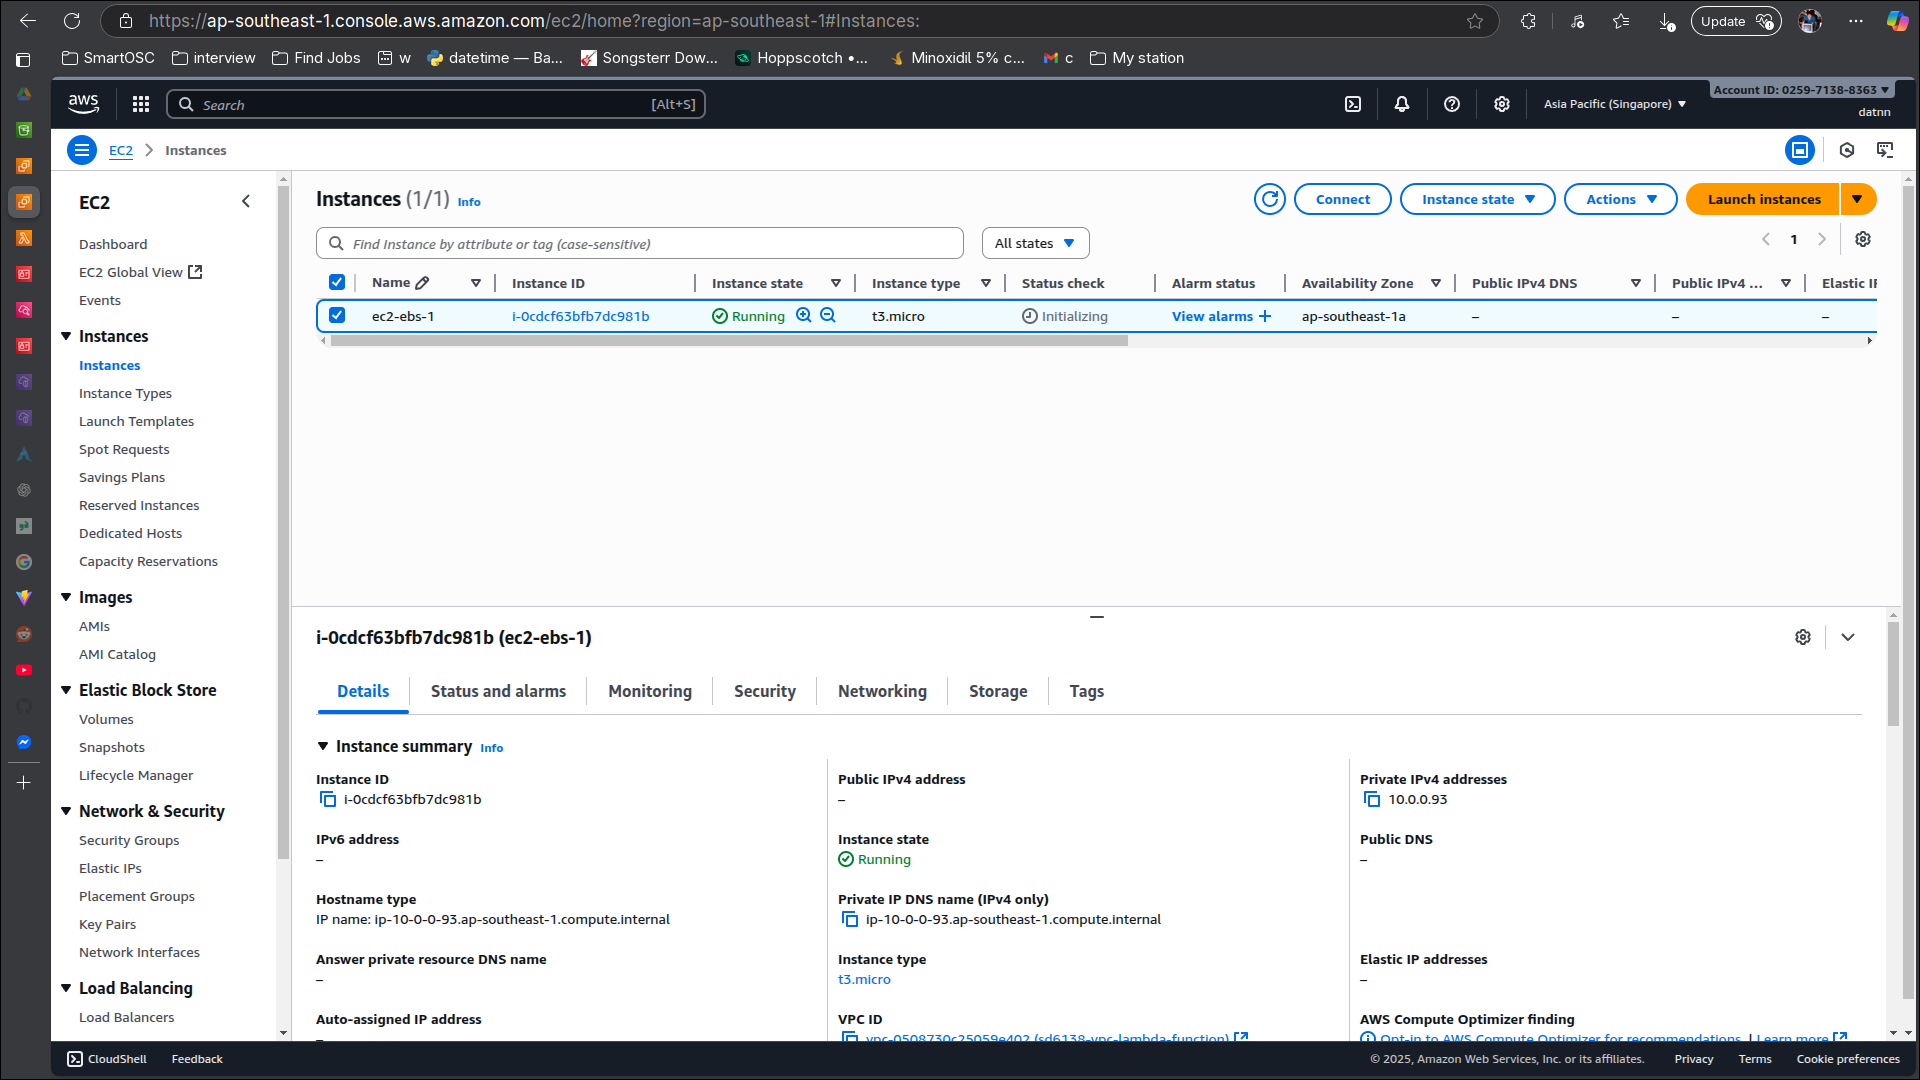 https://ap-southeast-1.console.aws.amazon.com/ec2/home?region=ap-southeast-1#Instances:
Update
SmartOSC
interview
Find Jobs
w
datetime — Ba...
Songsterr Dow...
Hoppscotch •...
Minoxidil 5% c...
c
My station
aws
Search
[Alt+S]
Asia Pacific (Singapore)
Account ID: 0259-7138-8363
datnn
EC2
Instances
EC2
Dashboard
EC2 Global View
Events
Instances
Instances
Instance Types
Launch Templates
Spot Requests
Savings Plans
Reserved Instances
Dedicated Hosts
Capacity Reservations
Images
AMIs
AMI Catalog
Elastic Block Store
Volumes
Snapshots
Lifecycle Manager
Network & Security
Security Groups
Elastic IPs
Placement Groups
Key Pairs
Network Interfaces
Load Balancing
Load Balancers
Instances (1/1) Info
Connect
Instance state
Actions
Launch instances
Find Instance by attribute or tag (case-sensitive)
All states
1
Name Instance ID Instance state Instance type Status check Alarm status Availability Zone Public IPv4 DNS Public IPv4 ... Elastic IP
ec2-ebs-1 i-0cdcf63bfb7dc981b Running t3.micro Initializing View alarms + ap-southeast-1a – – –
i-0cdcf63bfb7dc981b (ec2-ebs-1)
Details
Status and alarms
Monitoring
Security
Networking
Storage
Tags
Instance summary Info
Instance ID
i-0cdcf63bfb7dc981b
Public IPv4 address
–
Private IPv4 addresses
10.0.0.93
IPv6 address
–
Instance state
Running
Public DNS
–
Hostname type
IP name: ip-10-0-0-93.ap-southeast-1.compute.internal
Private IP DNS name (IPv4 only)
ip-10-0-0-93.ap-southeast-1.compute.internal
Answer private resource DNS name
–
Instance type
t3.micro
Elastic IP addresses
–
Auto-assigned IP address
–
VPC ID
vpc-0508730c25059e402 (sd6138-vpc-lambda-function)
AWS Compute Optimizer finding
Opt-in to AWS Compute Optimizer for recommendations. | Learn more
CloudShell
Feedback
© 2025, Amazon Web Services, Inc. or its affiliates.
Privacy
Terms
Cookie preferences